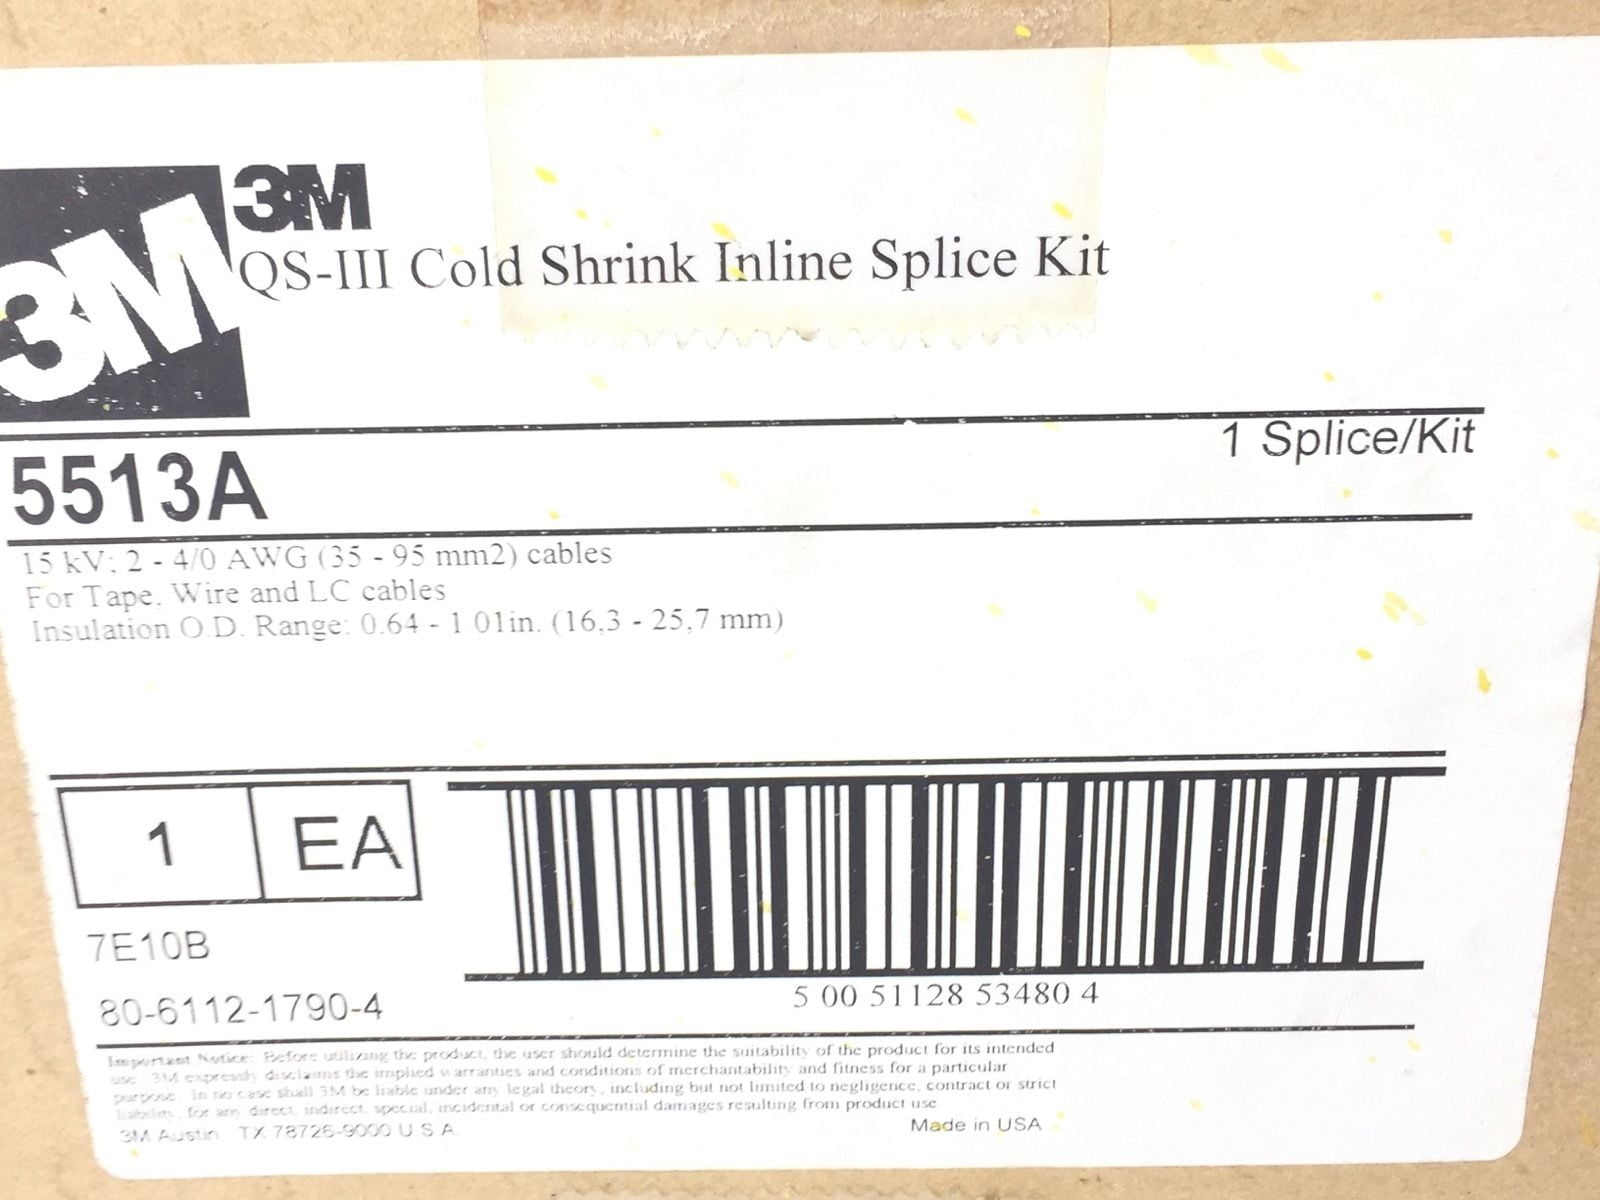 3M
3M
QS-III Cold Shrink Inline Splice Kit
1 Splice/Kit
5513A
15 kV; 2 - 4/0 AWG (35 - 95 mm2) cables
For Tape, Wire and LC cables
Insulation O.D. Range: 0.64 - 1.01in. (16,3 - 25,7 mm)
1 EA
7E10B
80-6112-1790-4
5 00 51128 53480 4
Important Notice: Before utilizing the product, the user should determine the suitability of the product for its intended
use. 3M expressly disclaims the implied warranties and conditions of merchantability and fitness for a particular
purpose. In no case shall 3M be liable under any legal theory, including but not limited to negligence, contract or strict
liability, for any direct, indirect, special, incidental or consequential damages resulting from product use.
3M Austin, TX 78726-9000 U.S.A.
Made in USA